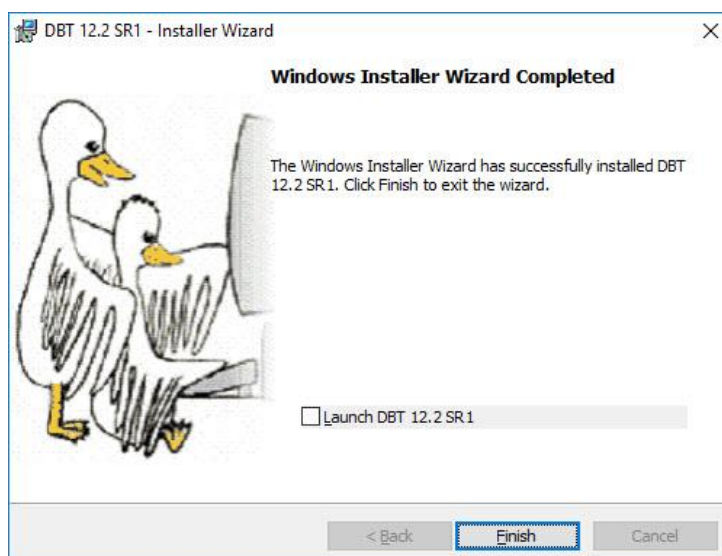 DBT 12.2 SR1 - Installer Wizard
Windows Installer Wizard Completed
The Windows Installer Wizard has successfully installed DBT
12.2 SR1. Click Finish to exit the wizard.
Launch DBT 12.2 SR1
< Back
Finish
Cancel